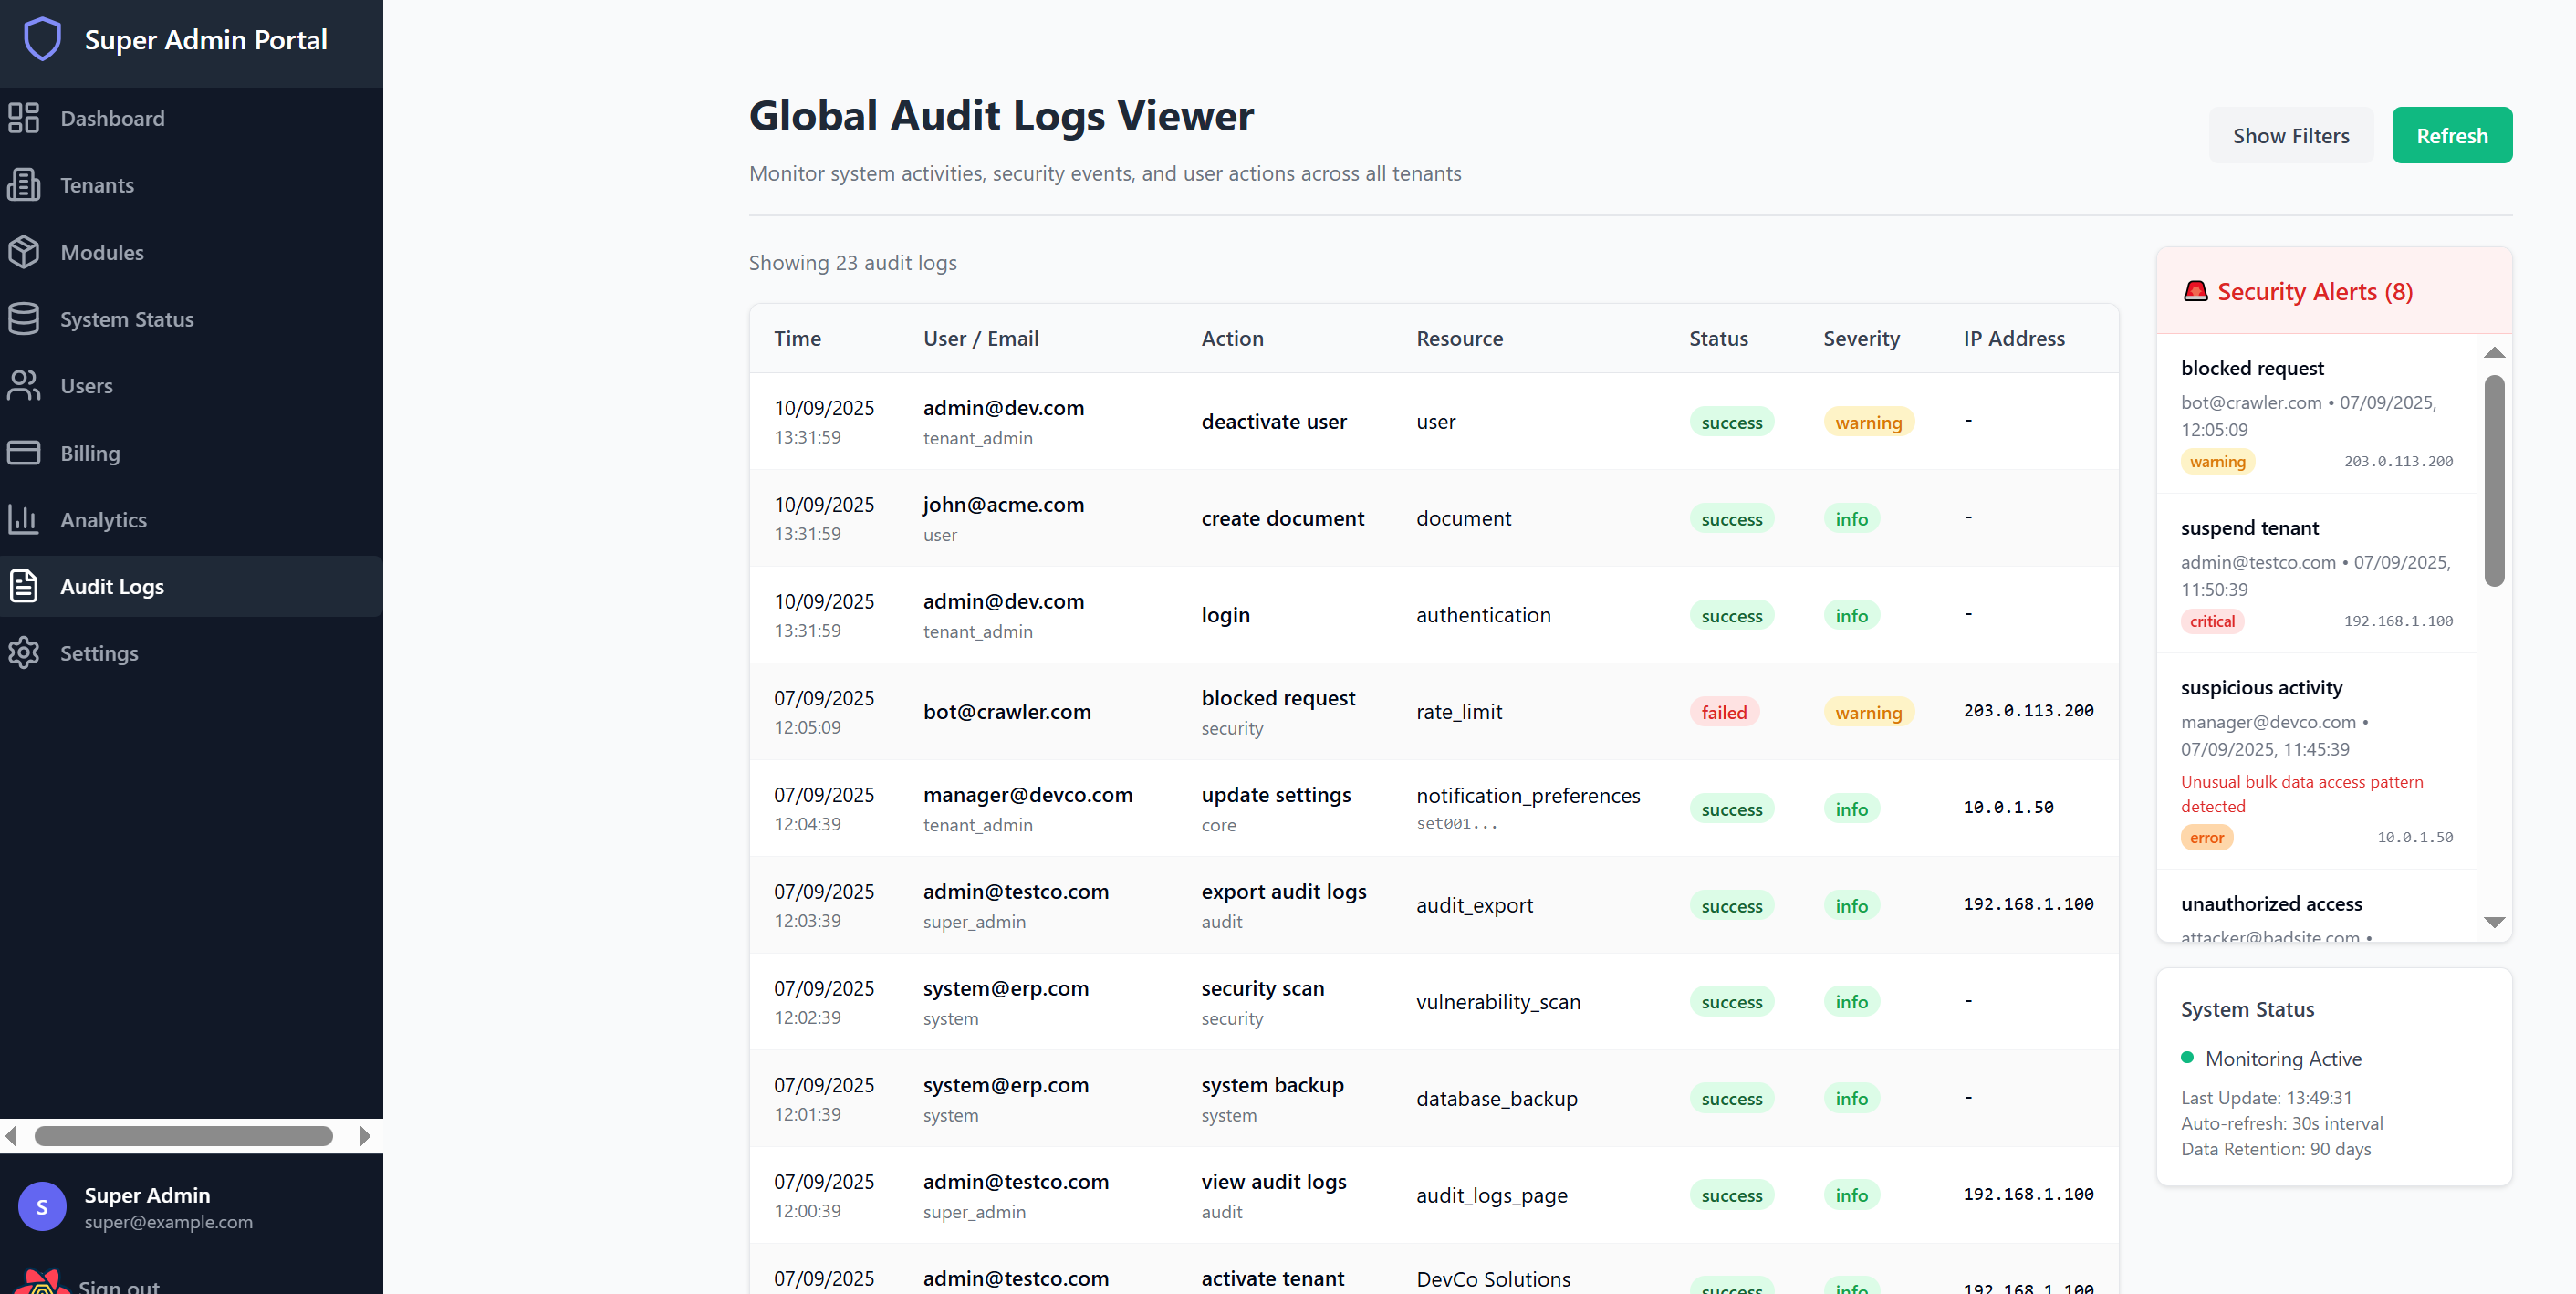 Super Admin Portal
Dashboard
Tenants
Modules
System Status
Users
Billing
Analytics
Audit Logs
Settings
S
Super Admin
super@example.com
Sign out
Global Audit Logs Viewer
Monitor system activities, security events, and user actions across all tenants
Show Filters
Refresh
Showing 23 audit logs
Time User / Email Action Resource Status Severity IP Address
10/09/2025 admin@dev.com deactivate user user success warning -
13:31:59 tenant_admin
10/09/2025 john@acme.com create document document success info -
13:31:59 user
10/09/2025 admin@dev.com login authentication success info -
13:31:59 tenant_admin
07/09/2025 bot@crawler.com blocked request rate_limit failed warning 203.0.113.200
12:05:09 security
07/09/2025 manager@devco.com update settings notification_preferences success info 10.0.1.50
12:04:39 tenant_admin core set001...
07/09/2025 admin@testco.com export audit logs audit_export success info 192.168.1.100
12:03:39 super_admin audit
07/09/2025 system@erp.com security scan vulnerability_scan success info -
12:02:39 system security
07/09/2025 system@erp.com system backup database_backup success info -
12:01:39 system system
07/09/2025 admin@testco.com view audit logs audit_logs_page success info 192.168.1.100
12:00:39 super_admin audit
07/09/2025 admin@testco.com activate tenant DevCo Solutions success info 192.168.1.100
Security Alerts (8)
blocked request
bot@crawler.com • 07/09/2025,
12:05:09
warning 203.0.113.200
suspend tenant
admin@testco.com • 07/09/2025,
11:50:39
critical 192.168.1.100
suspicious activity
manager@devco.com •
07/09/2025, 11:45:39
Unusual bulk data access pattern
detected
error 10.0.1.50
unauthorized access
attacker@badsite.com •
System Status
Monitoring Active
Last Update: 13:49:31
Auto-refresh: 30s interval
Data Retention: 90 days